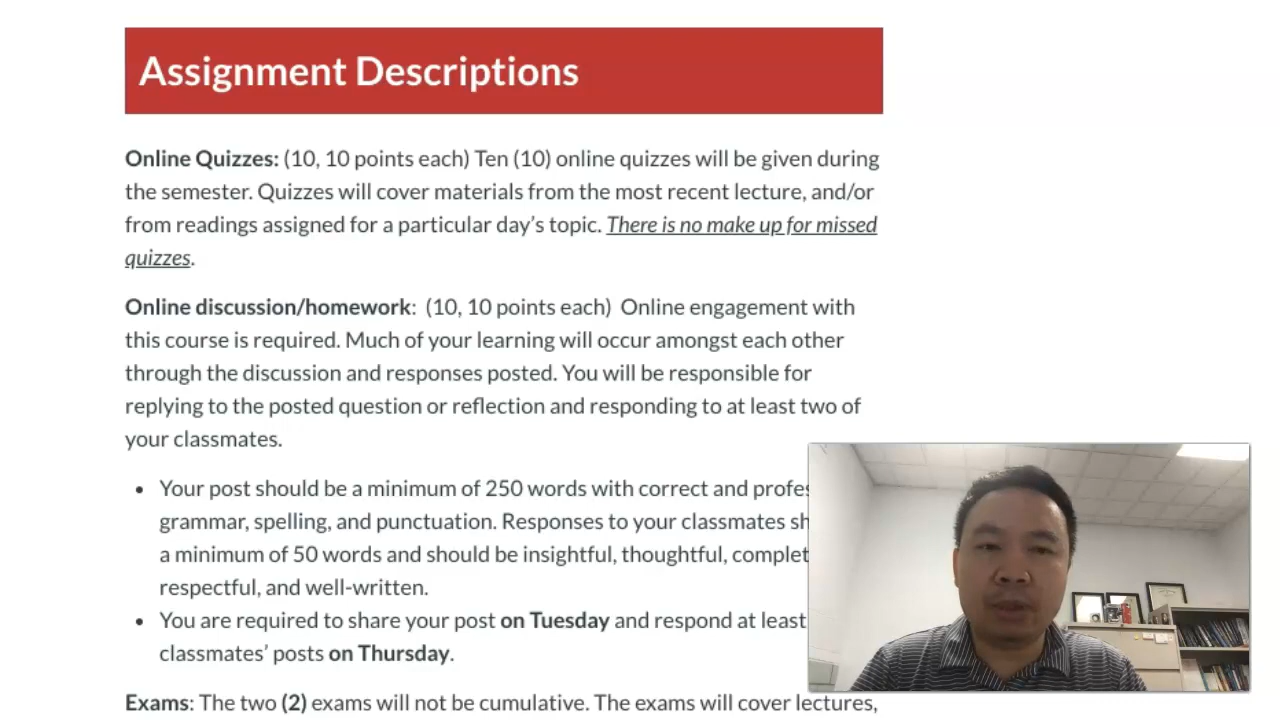 Assignment Descriptions
Online Quizzes: (10, 10 points each) Ten (10) online quizzes will be given during
the semester. Quizzes will cover materials from the most recent lecture, and/or
from readings assigned for a particular day’s topic. There is no make up for missed
quizzes.
Online discussion/homework:  (10, 10 points each)  Online engagement with
this course is required. Much of your learning will occur amongst each other
through the discussion and responses posted. You will be responsible for
replying to the posted question or reflection and responding to at least two of
your classmates.
• Your post should be a minimum of 250 words with correct and
grammar, spelling, and punctuation. Responses to your classmates
a minimum of 50 words and should be insightful, thoughtful,
respectful, and well-written.
• You are required to share your post on Tuesday and respond at least
classmates’ posts on Thursday.
Exams: The two (2) exams will not be cumulative. The exams will cover lectures,